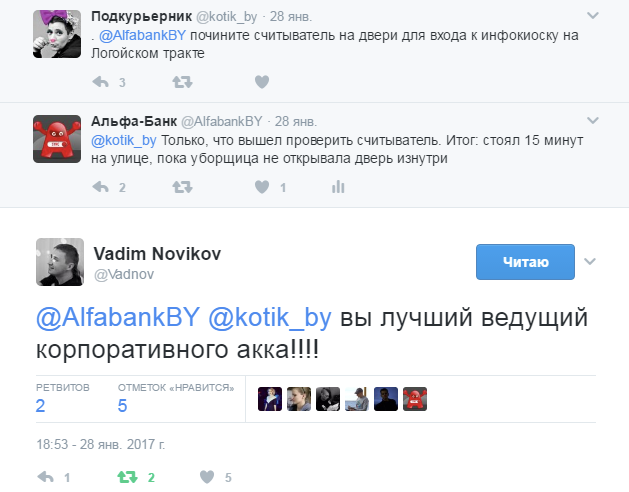 Подкурьерник @kotik_by · 28 янв.
. @AlfabankBY почините считыватель на двери для входа к инфокиоску на
Логойском тракте
3
Альфа-Банк @AlfabankBY · 28 янв.
@kotik_by Только, что вышел проверить считыватель. Итог: стоял 15 минут
на улице, пока уборщица не открывала дверь изнутри
2 1
Vadim Novikov
@Vadnov
Читаю
@AlfabankBY @kotik_by вы лучший ведущий
корпоративного акка!!!!
РЕТВИТОВ ОТМЕТОК «НРАВИТСЯ»
2 5
18:53 - 28 янв. 2017 г.
1 2 5